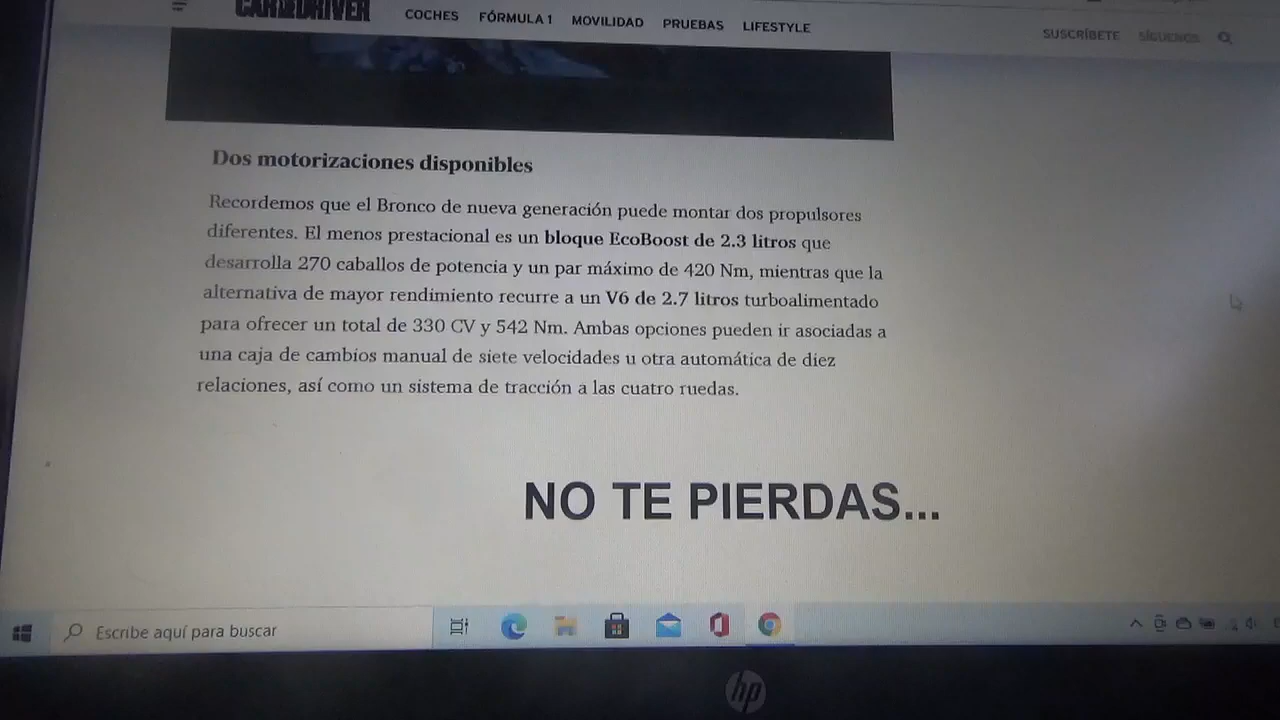 CAR AND DRIVER
COCHES FÓRMULA 1 MOVILIDAD PRUEBAS LIFESTYLE
SUSCRÍBETE SÍGUENOS
Dos motorizaciones disponibles
Recordemos que el Bronco de nueva generación puede montar dos propulsores
diferentes. El menos prestacional es un bloque EcoBoost de 2.3 litros que
desarrolla 270 caballos de potencia y un par máximo de 420 Nm, mientras que la
alternativa de mayor rendimiento recurre a un V6 de 2.7 litros turboalimentado
para ofrecer un total de 330 CV y 542 Nm. Ambas opciones pueden ir asociadas a
una caja de cambios manual de siete velocidades u otra automática de diez
relaciones, así como un sistema de tracción a las cuatro ruedas.
NO TE PIERDAS...
Escribe aquí para buscar
hp